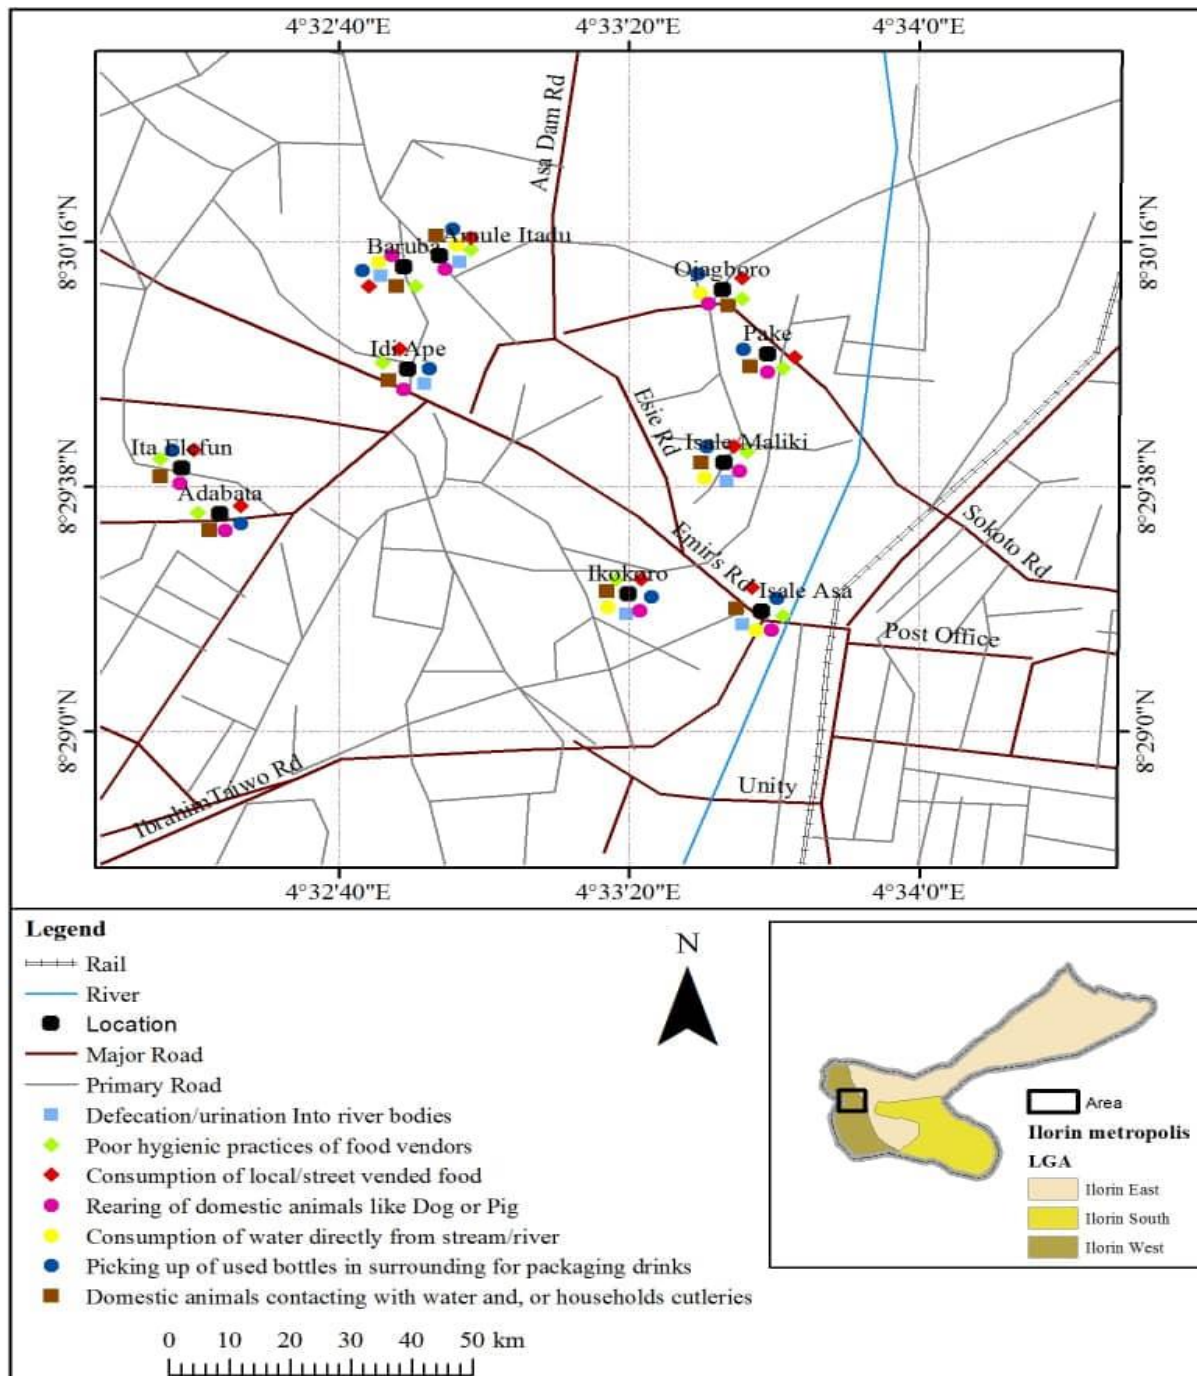 4°32'40"E
4°33'20"E
4°34'0"E
Asa Dam Rd
8°30'16"N
8°30'16"N
Amule Itadu
Baruba
Ojagboro
Pake
Idi Ape
Esie Rd
Isale Maliki
Ita Elefun
Adabata
8°29'38"N
8°29'38"N
Sokoto Rd
Emir's Rd
Ikokoro
Isale Asa
Post Office
8°29'0"N
8°29'0"N
Unity
IbrahimTaiwo Rd
4°32'40"E
4°33'20"E
4°34'0"E
Legend
Rail
River
Location
Major Road
Primary Road
Defecation/urination Into river bodies
Poor hygienic practices of food vendors
Consumption of local/street vended food
Rearing of domestic animals like Dog or Pig
Consumption of water directly from stream/river
Picking up of used bottles in surrounding for packaging drinks
Domestic animals contacting with water and, or households cutleries
0 10 20 30 40 50 km
N
Area
Ilorin metropolis
LGA
Ilorin East
Ilorin South
Ilorin West